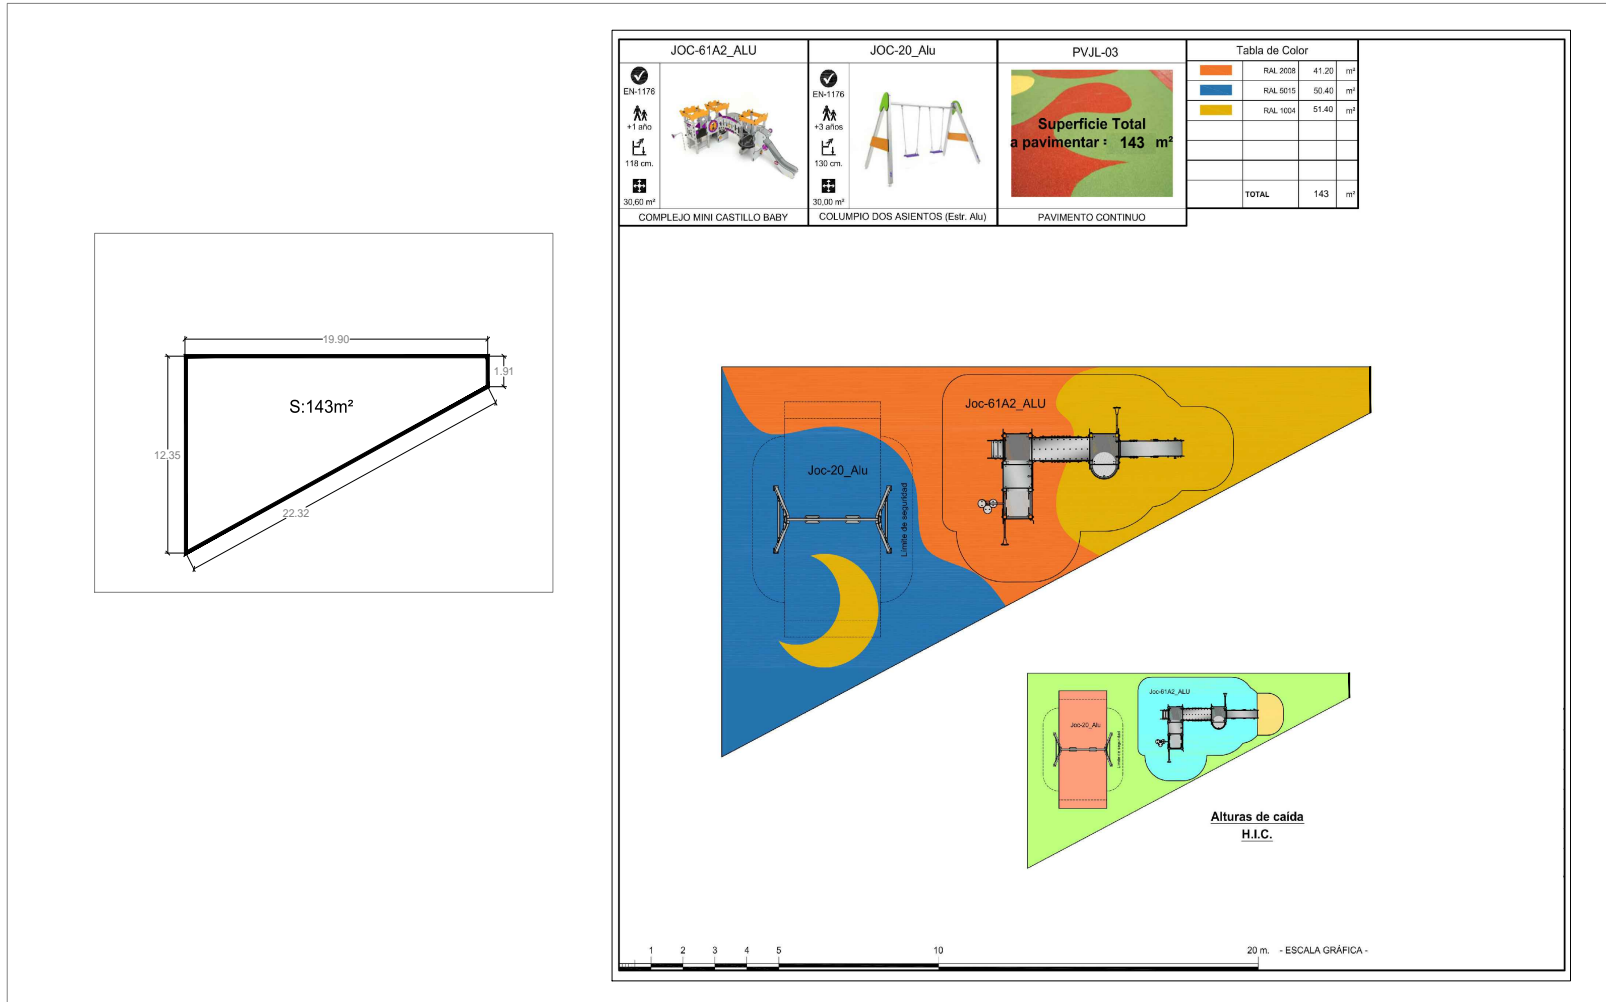 JOC-61A2_ALU
EN-1176
+1 año
118 cm.
30,60 m²
COMPLEJO MINI CASTILLO BABY
JOC-20_Alu
EN-1176
+3 años
130 cm.
30,00 m²
COLUMPIO DOS ASIENTOS (Estr. Alu)
PVJL-03
Superficie Total
a pavimentar : 143 m²
PAVIMENTO CONTINUO
Tabla de Color
RAL 2008 41.20 m²
RAL 5015 50.40 m²
RAL 1004 51.40 m²
TOTAL 143 m²
19.90
1.91
S:143m²
12.35
22.32
Joc-61A2_ALU
Joc-20_Alu
Límite de seguridad
Joc-61A2_ALU
Joc-20_Alu
Límite de seguridad
Alturas de caída
H.I.C.
1 2 3 4 5 10 20 m. - ESCALA GRÁFICA -